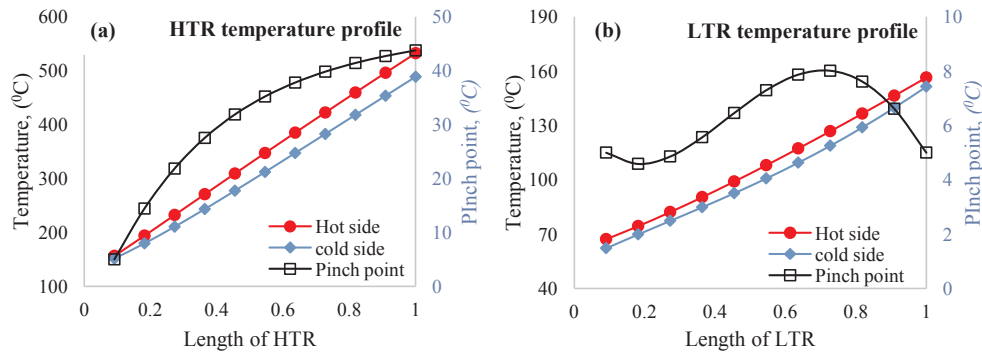 (a) HTR temperature profile
Temperature, (⁰C)
600
500
400
300
200
100
50
40
30
20
10
0
PInch point, (⁰C)
Hot side
cold side
Pinch point
0 0.2 0.4 0.6 0.8 1
Length of HTR
(b) LTR temperature profile
Temperature, (⁰C)
190
160
130
100
70
40
10
8
6
4
2
0
PInch point, (⁰C)
Hot side
cold side
Pinch point
0 0.2 0.4 0.6 0.8 1
Length of LTR